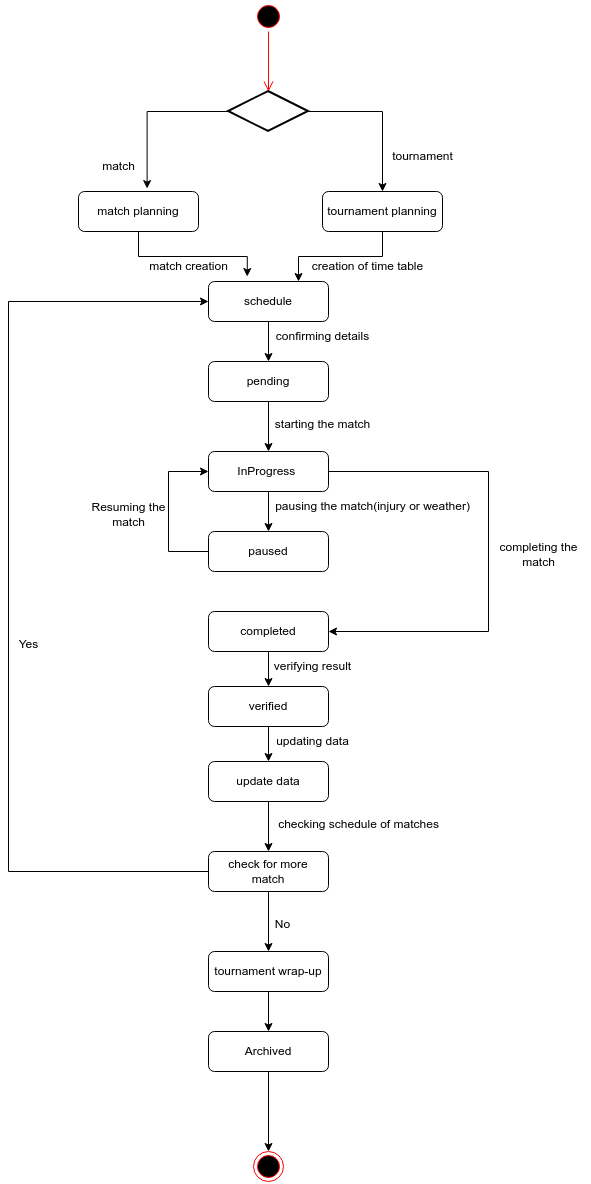 match
tournament
match planning
tournament planning
match creation
creation of time table
schedule
confirming details
pending
starting the match
InProgress
Resuming the
match
pausing the match(injury or weather)
paused
completing the
match
completed
verifying result
Yes
verified
updating data
update data
checking schedule of matches
check for more
match
No
tournament wrap-up
Archived